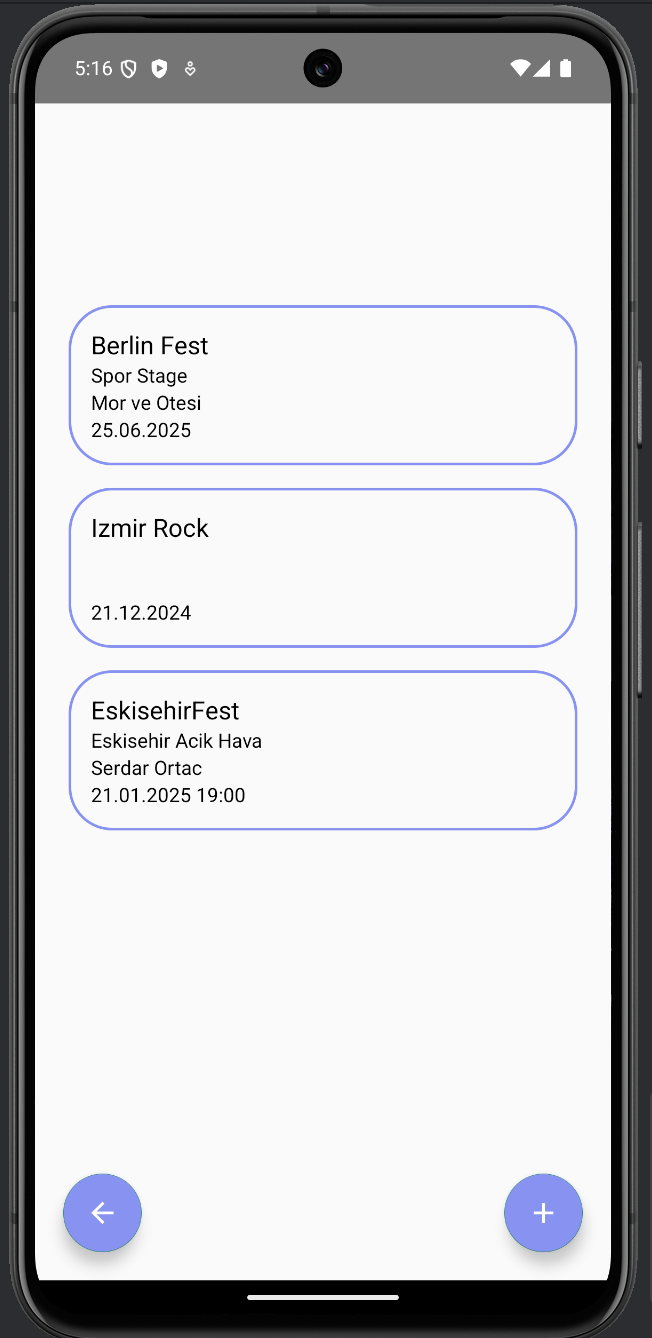 5:16
Berlin Fest
Spor Stage
Mor ve Otesi
25.06.2025
Izmir Rock
21.12.2024
EskisehirFest
Eskisehir Acik Hava
Serdar Ortac
21.01.2025 19:00